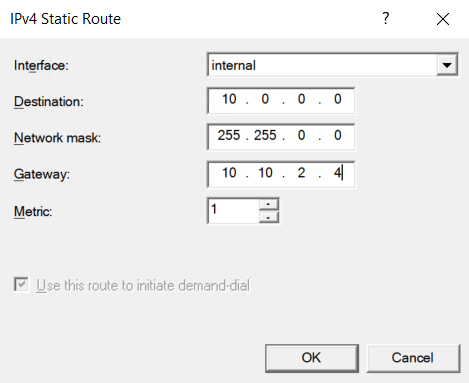 IPv4 Static Route ? ×
Interface: internal
Destination: 10 . 0 . 0 . 0
Network mask: 255 . 255 . 0 . 0
Gateway: 10 . 10 . 2 . 4
Metric: 1
Use this route to initiate demand-dial
OK Cancel